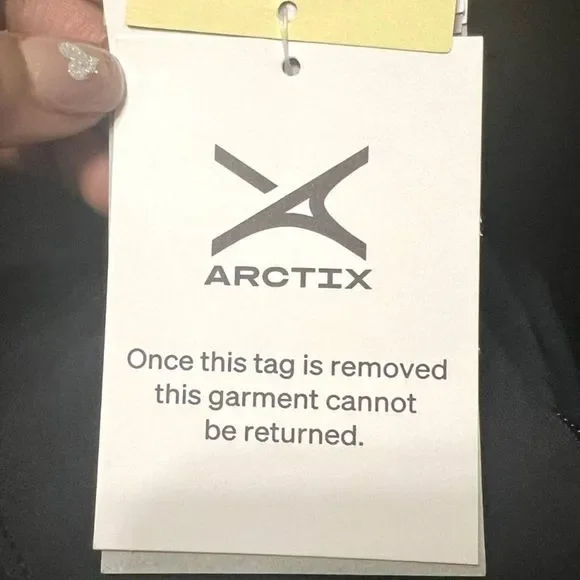 ARCTIX
Once this tag is removed
this garment cannot
be returned.